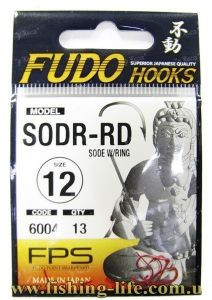 不動
FUDO
SUPERIOR JAPANESE QUALITY
HOOKS
MODEL
SODR-RD
SODE W/RING
SIZE
12
CODE QTY
6004 13
FPS
MADE IN JAPAN
www.fishing-life.com.u